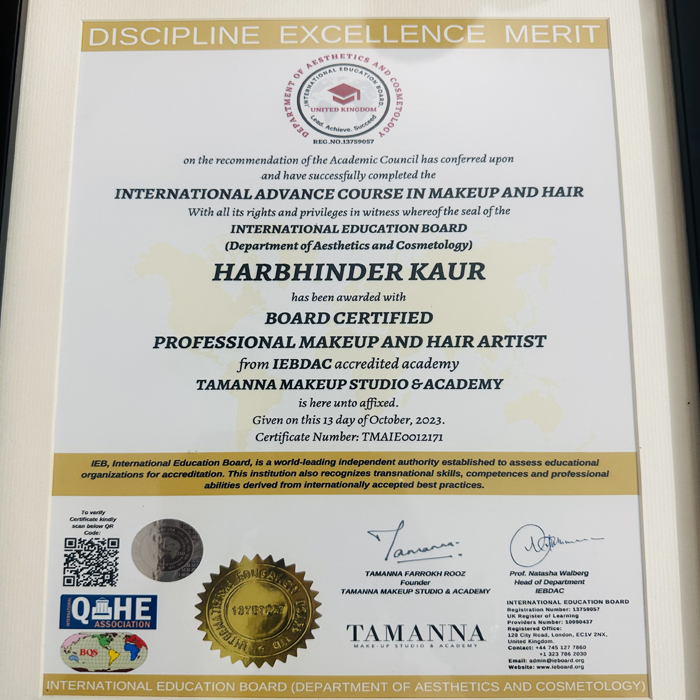 DISCIPLINE EXCELLENCE MERIT
DEPARTMENT OF AESTHETICS AND COSMETOLOGY
INTERNATIONAL EDUCATION BOARD
UNITED KINGDOM
Lead. Achieve. Succeed
REG.NO.13759057
on the recommendation of the Academic Council has conferred upon
and have successfully completed the
INTERNATIONAL ADVANCE COURSE IN MAKEUP AND HAIR
With all its rights and privileges in witness whereof the seal of the
INTERNATIONAL EDUCATION BOARD
(Department of Aesthetics and Cosmetology)
HARBHINDER KAUR
has been awarded with
BOARD CERTIFIED
PROFESSIONAL MAKEUP AND HAIR ARTIST
from IEBDAC accredited academy
TAMANNA MAKEUP STUDIO & ACADEMY
is here unto affixed.
Given on this 13 day of October, 2023.
Certificate Number: TMAIE0012171
IEB, International Education Board, is a world-leading independent authority established to assess educational
organizations for accreditation. This institution also recognizes transnational skills, competences and professional
abilities derived from internationally accepted best practices.
To verify
Certificate kindly
scan below QR
Code:
QAHE
INTERNATIONAL
ASSOCIATION
BQS
Tamanna
TAMANNA FARROKH ROOZ
Founder
TAMANNA MAKEUP STUDIO & ACADEMY
TAMANNA
MAKE-UP STUDIO & ACADEMY
Prof. Natasha Walberg
Head of Department
IEBDAC
INTERNATIONAL EDUCATION BOARD
Registration Number: 13759057
UK Register of Learning
Providers Number: 10090437
Registered Office:
128 City Road, London, EC1V 2NX,
United Kingdom.
Contact: +44 745 127 7860
+1 323 786 2030
Email: admin@ieboard.org
Website: www.ieboard.org
INTERNATIONAL EDUCATION BOARD (DEPARTMENT OF AESTHETICS AND COSMETOLOGY)